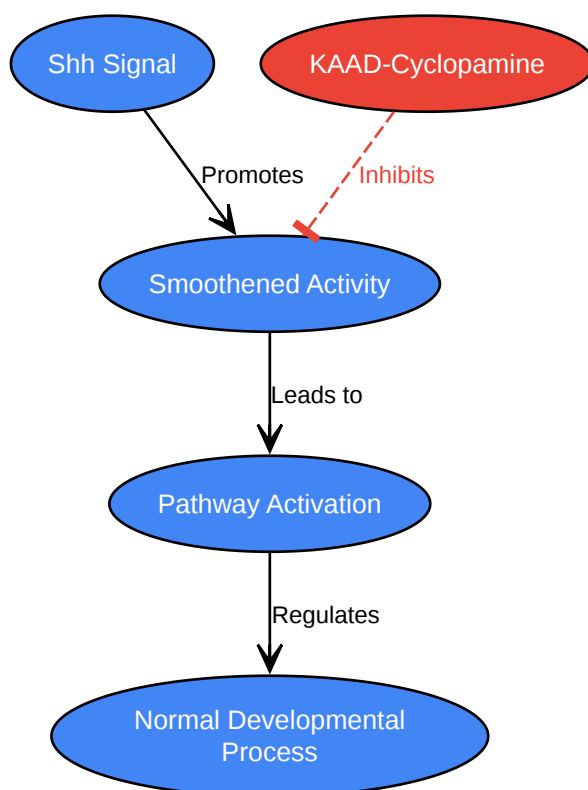 Shh Signal
KAAD-Cyclopamine
Promotes
Inhibits
Smoothened Activity
Leads to
Pathway Activation
Regulates
Normal Developmental
Process